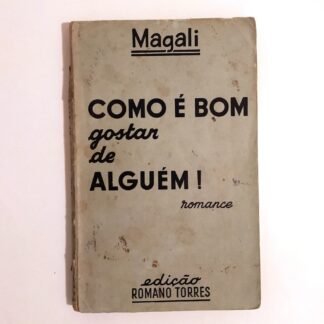 Magali
COMO É BOM
gostar
de
ALGUÉM !
romance
edição
ROMANO TORRES